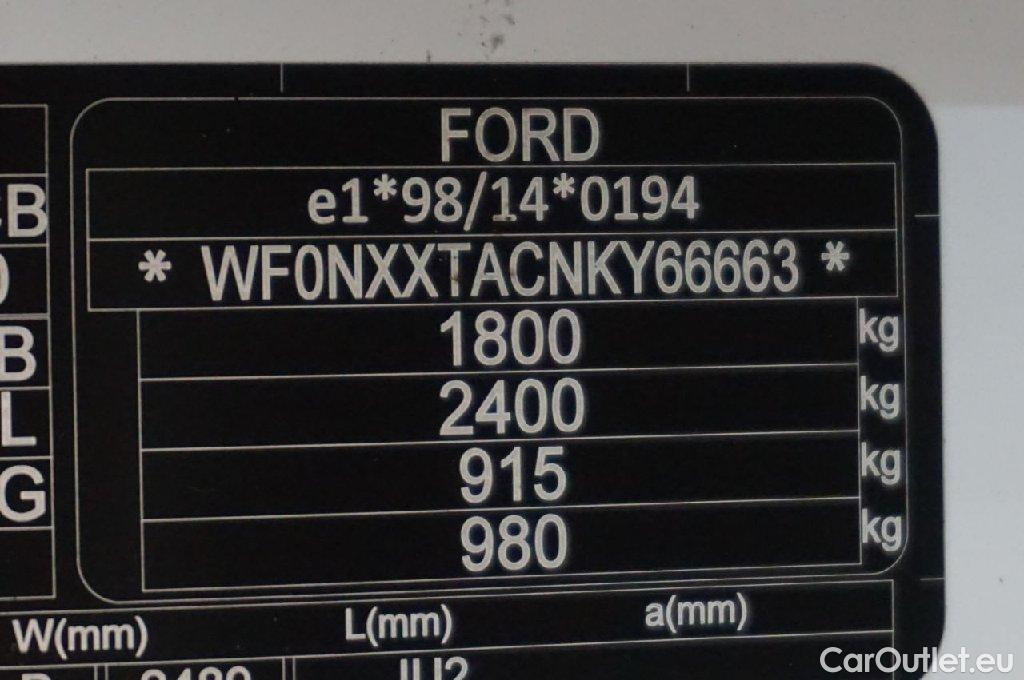 FORD
e1*98/14*0194
* WF0NXXTACNKY66663 *
1800 kg
2400 kg
915 kg
980 kg
B
B
L
G
W(mm) L(mm) a(mm)
CarOutlet.eu